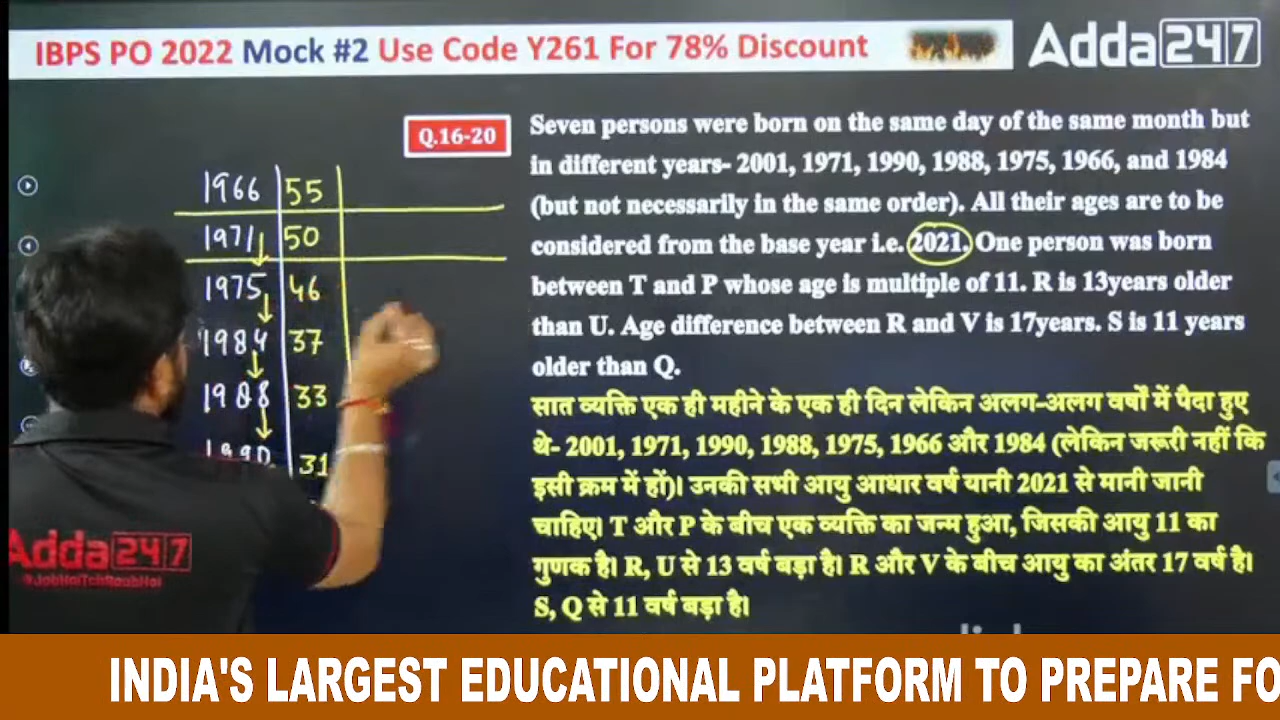 IBPS PO 2022 Mock #2 Use Code Y261 For 78% Discount
Adda247
Q.16-20
Seven persons were born on the same day of the same month but
in different years- 2001, 1971, 1990, 1988, 1975, 1966, and 1984
(but not necessarily in the same order). All their ages are to be
considered from the base year i.e. 2021. One person was born
between T and P whose age is multiple of 11. R is 13years older
than U. Age difference between R and V is 17years. S is 11 years
older than Q.
सात व्यक्ति एक ही महीने के एक ही दिन लेकिन अलग-अलग वर्षों में पैदा हुए
थे- 2001, 1971, 1990, 1988, 1975, 1966 और 1984 (लेकिन जरूरी नहीं कि
इसी क्रम में हों)। उनकी सभी आयु आधार वर्ष यानी 2021 से मानी जानी
चाहिए। T और P के बीच एक व्यक्ति का जन्म हुआ, जिसकी आयु 11 का
गुणक है। R, U से 13 वर्ष बड़ा है। R और V के बीच आयु का अंतर 17 वर्ष है।
S, Q से 11 वर्ष बड़ा है।
1966 55
1971 50
1975 46
1984 37
1988 33
1990 31
Adda247
INDIA'S LARGEST EDUCATIONAL PLATFORM TO PREPARE FO